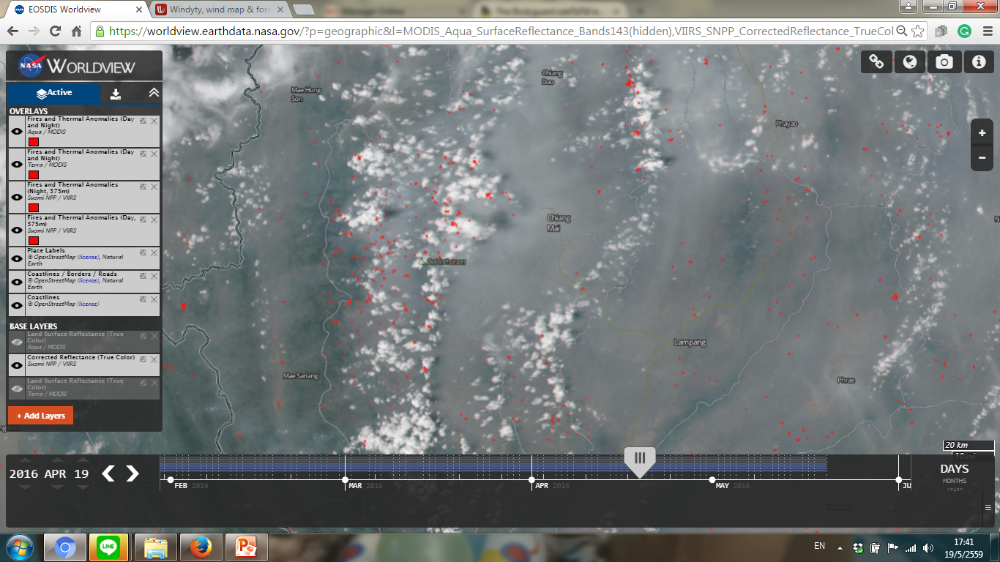 EOSDIS Worldview
Windyty, wind map & fore
https://worldview.earthdata.nasa.gov/?p=geographic&l=MODIS_Aqua_SurfaceReflectance_Bands143(hidden),VIIRS_SNPP_CorrectedReflectance_TrueCol
NASA WORLDVIEW
Active
OVERLAYS
Fires and Thermal Anomalies (Day
and Night)
Aqua / MODIS
Fires and Thermal Anomalies (Day
and Night)
Terra / MODIS
Fires and Thermal Anomalies
(Night, 375m)
Suomi NPP / VIIRS
Fires and Thermal Anomalies (Day,
375m)
Suomi NPP / VIIRS
Place Labels
© OpenStreetMap (license), Natural
Earth
Coastlines / Borders / Roads
© OpenStreetMap (license), Natural
Earth
Coastlines
© OpenStreetMap (license)
BASE LAYERS
Land Surface Reflectance (True
Color)
Aqua / MODIS
Corrected Reflectance (True Color)
Suomi NPP / VIIRS
Land Surface Reflectance (True
Color)
Terra / MODIS
+ Add Layers
Mae Hong
Son
Chiang
Dao
Phayao
Chiang
Mai
Doi Inthanon
Lampang
Mae Sariang
Phrae
20 km
10 mi
2016 APR 19
FEB 2016
MAR 2016
APR 2016
MAY 2016
JU
DAYS
MONTHS
YEARS
LINE
EN
17:41
19/5/2559